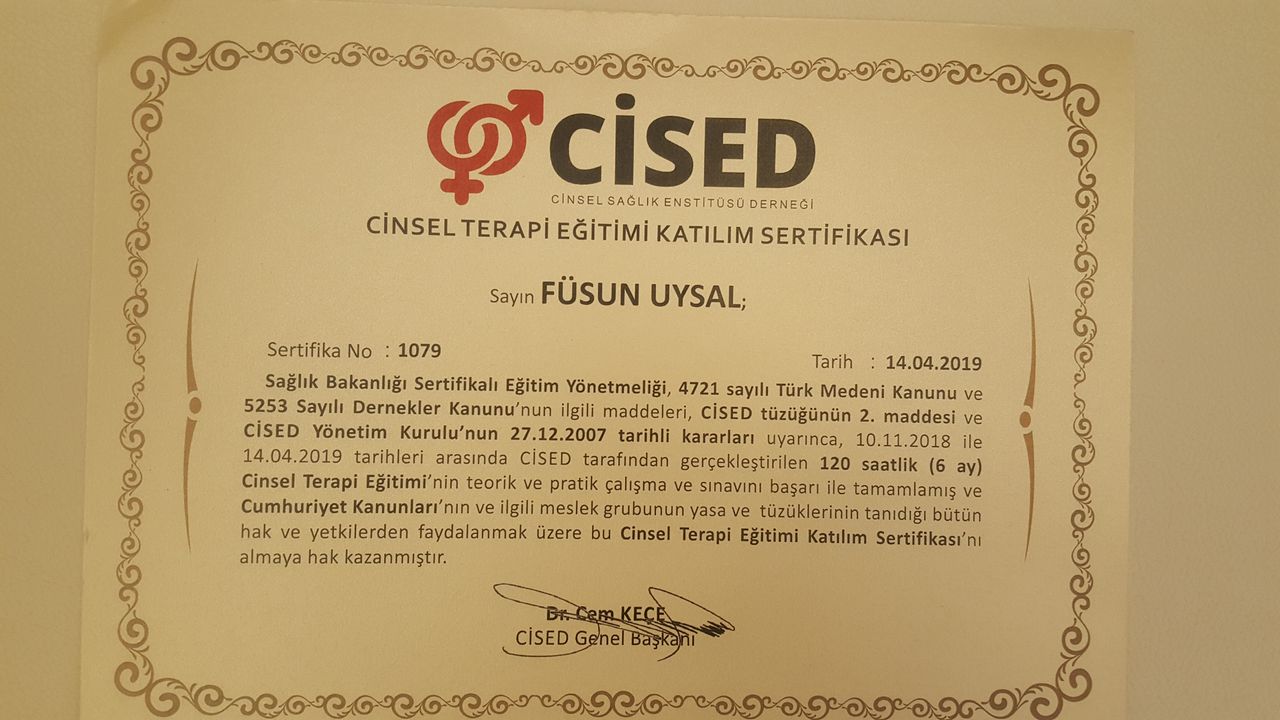 CİSED
CİNSEL SAĞLIK ENSTİTÜSÜ DERNEĞİ
CİNSEL TERAPİ EĞİTİMİ KATILIM SERTİFİKASI
Sayın FÜSUN UYSAL;
Sertifika No : 1079
Tarih : 14.04.2019
Sağlık Bakanlığı Sertifikalı Eğitim Yönetmeliği, 4721 sayılı Türk Medeni Kanunu ve
5253 Sayılı Dernekler Kanunu'nun ilgili maddeleri, CİSED tüzüğünün 2. maddesi ve
CİSED Yönetim Kurulu'nun 27.12.2007 tarihli kararları uyarınca, 10.11.2018 ile
14.04.2019 tarihleri arasında CİSED tarafından gerçekleştirilen 120 saatlik (6 ay)
Cinsel Terapi Eğitimi'nin teorik ve pratik çalışma ve sınavını başarı ile tamamlamış ve
Cumhuriyet Kanunları'nın ve ilgili meslek grubunun yasa ve tüzüklerinin tanıdığı bütün
hak ve yetkilerden faydalanmak üzere bu Cinsel Terapi Eğitimi Katılım Sertifikası'nı
almaya hak kazanmıştır.
Dr. Cem KEÇE
CİSED Genel Başkanı